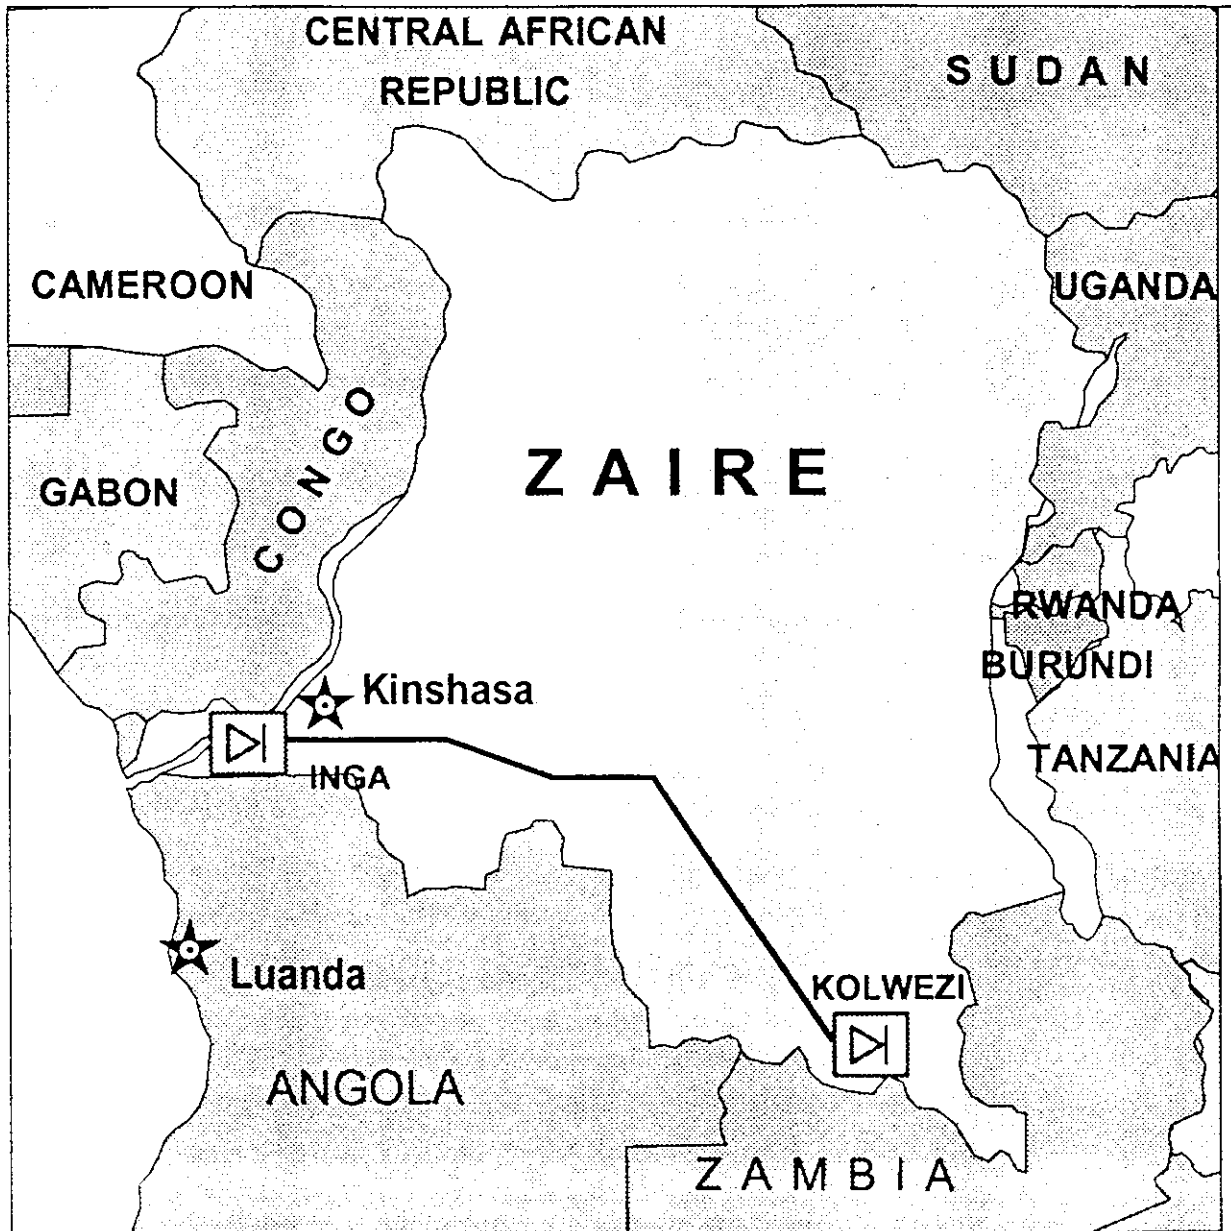 CENTRAL AFRICAN
REPUBLIC
SUDAN
CAMEROON
UGANDA
CONGO
ZAIRE
GABON
RWANDA
BURUNDI
Kinshasa
INGA
TANZANIA
Luanda
KOLWEZI
ANGOLA
ZAMBIA